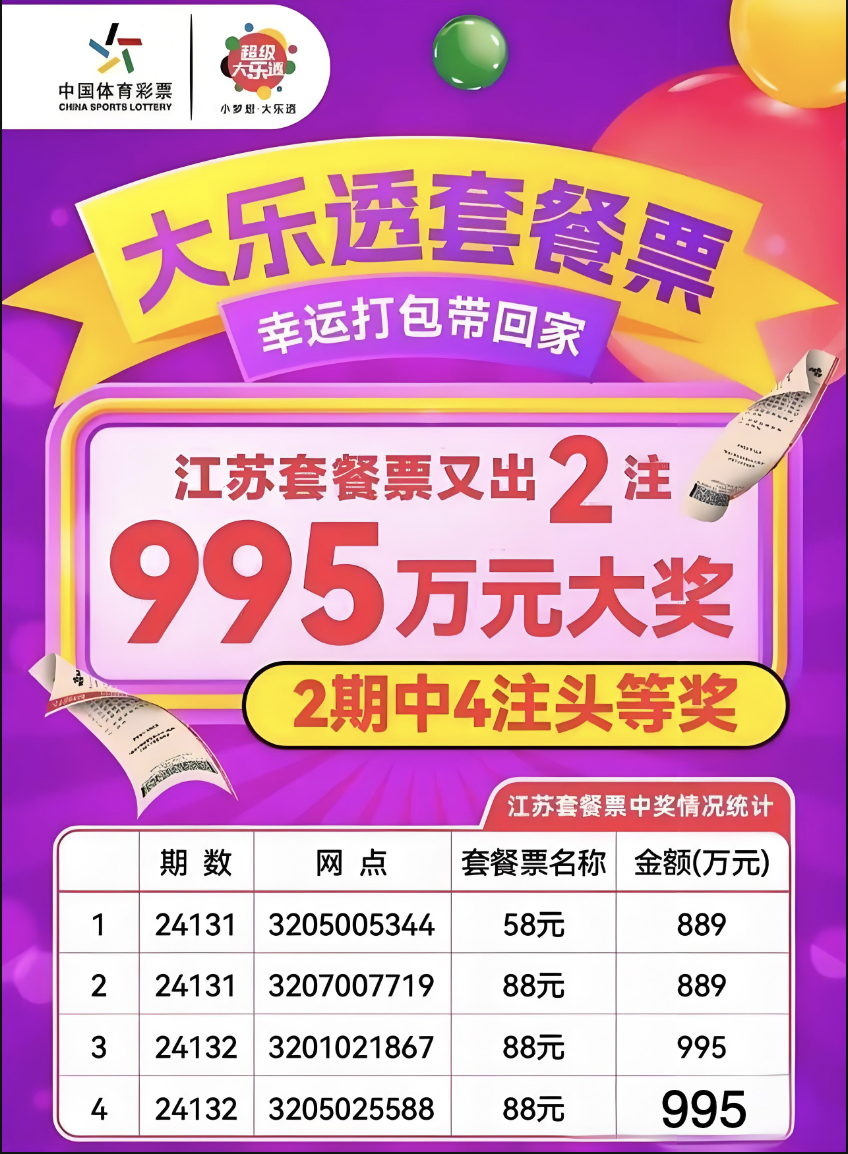 中国体育彩票
CHINA SPORTS LOTTERY
超级
大乐透
小梦想·大乐透
大乐透套餐票
幸运打包带回家
江苏套餐票又出2注
995万元大奖
2期中4注头等奖
江苏套餐票中奖情况统计
期数 网点 套餐票名称 金额(万元)
1 24131 3205005344 58元 889
2 24131 3207007719 88元 889
3 24132 3201021867 88元 995
4 24132 3205025588 88元 995